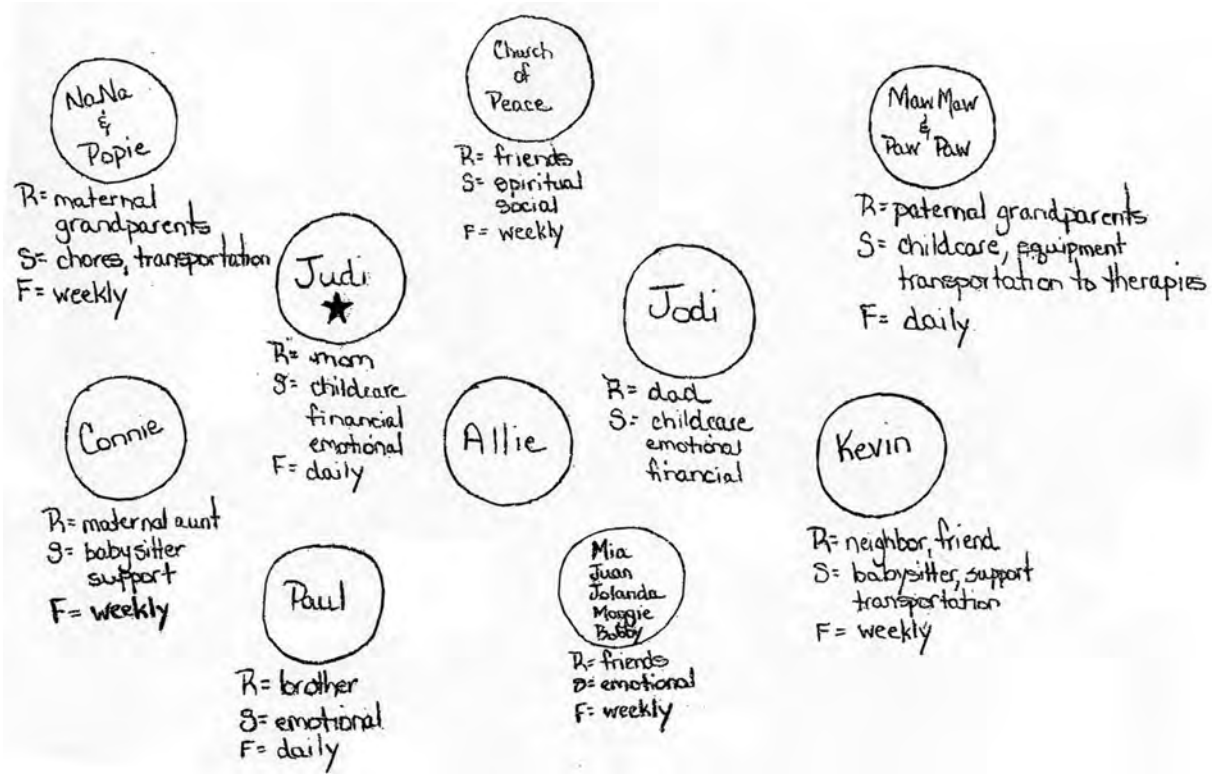 NaNa
&
Popie
R= maternal
grandparents
S= chores, transportation
F= weekly
Church
of
Peace
R= friends
S= spiritual
social
F= weekly
Maw Maw
&
Paw Paw
R= paternal grandparents
S= childcare, equipment
transportation to therapies
F= daily
Judi
R= mom
S= childcare
financial
emotional
F= daily
Jodi
R= dad
S= childcare
emotional
financial
Connie
R= maternal aunt
S= babysitter
support
F= weekly
Allie
Kevin
R= neighbor, friend
S= babysitter, support
transportation
F= weekly
Paul
R= brother
S= emotional
F= daily
Mia
Juan
Jolanda
Margie
Bobby
R= friends
S= emotional
F= weekly